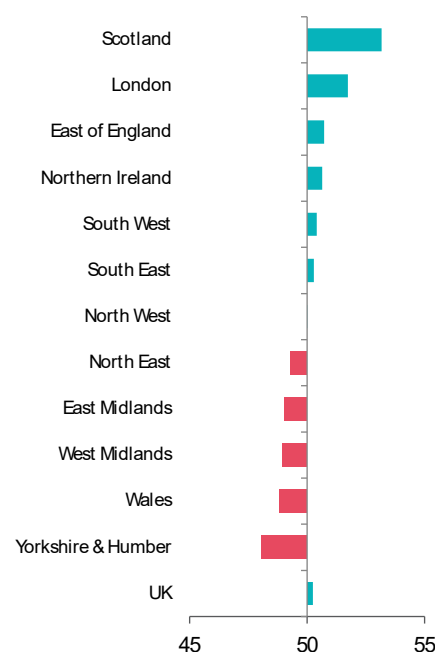 Scotland
London
East of England
Northern Ireland
South West
South East
North West
North East
East Midlands
West Midlands
Wales
Yorkshire & Humber
UK
45 50 55